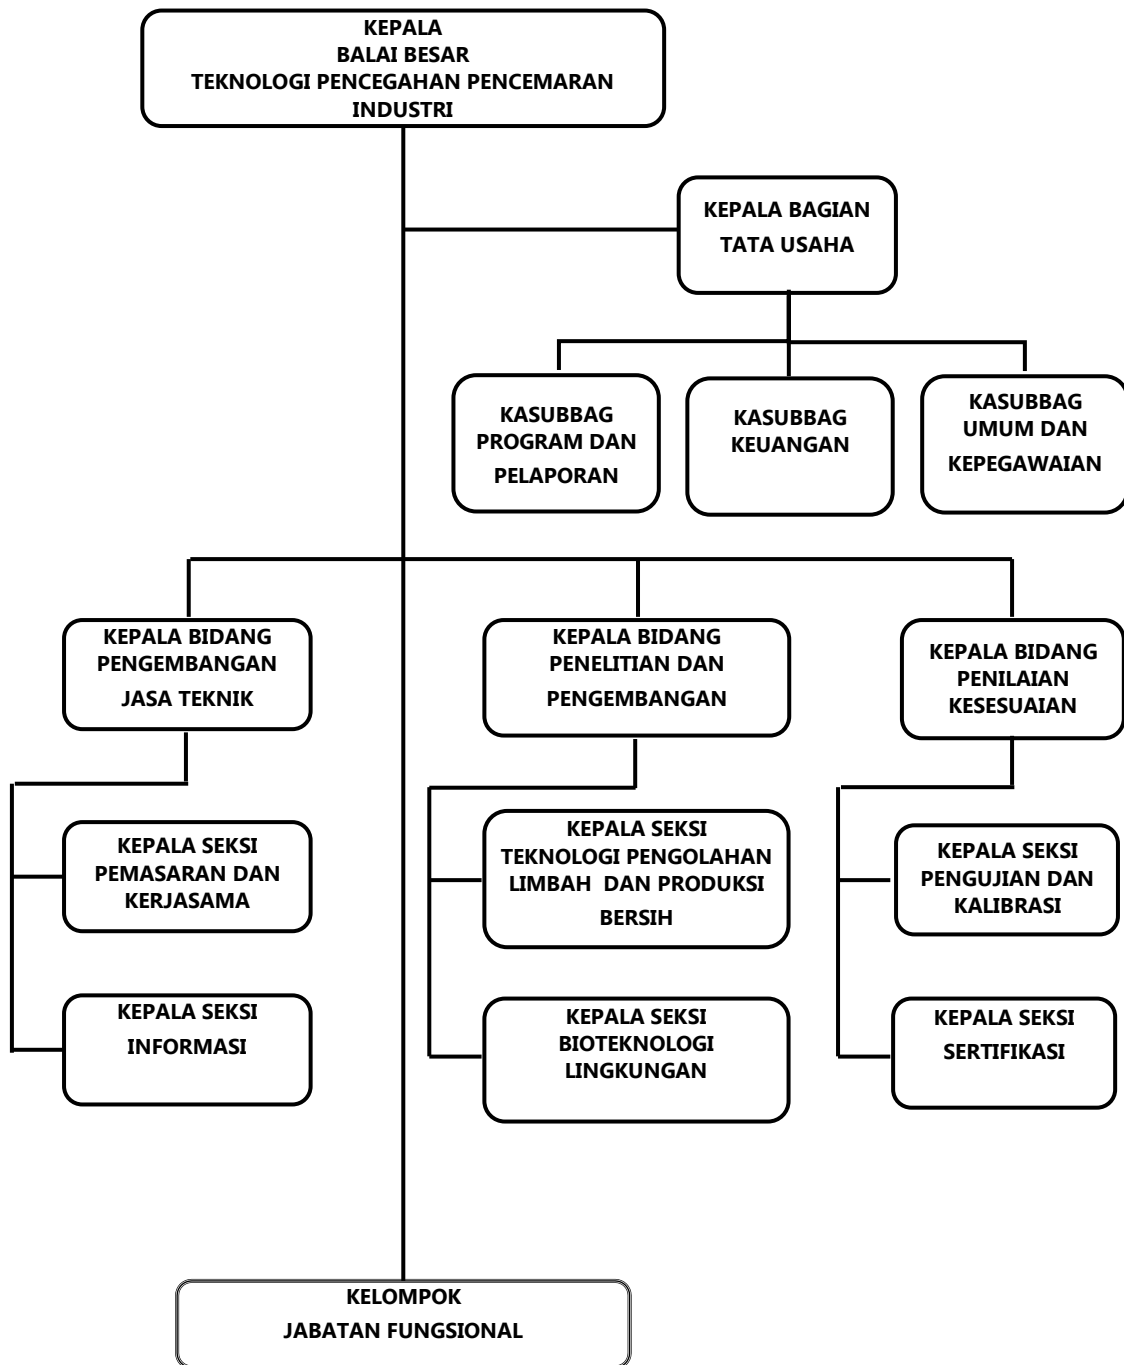 KEPALA
BALAI BESAR
TEKNOLOGI PENCEGAHAN PENCEMARAN
INDUSTRI
KEPALA BAGIAN
TATA USAHA
KASUBBAG
PROGRAM DAN
PELAPORAN
KASUBBAG
KEUANGAN
KASUBBAG
UMUM DAN
KEPEGAWAIAN
KEPALA BIDANG
PENGEMBANGAN
JASA TEKNIK
KEPALA BIDANG
PENELITIAN DAN
PENGEMBANGAN
KEPALA BIDANG
PENILAIAN
KESESUAIAN
KEPALA SEKSI
PEMASARAN DAN
KERJASAMA
KEPALA SEKSI
TEKNOLOGI PENGOLAHAN
LIMBAH  DAN PRODUKSI
BERSIH
KEPALA SEKSI
PENGUJIAN DAN
KALIBRASI
KEPALA SEKSI
INFORMASI
KEPALA SEKSI
BIOTEKNOLOGI
LINGKUNGAN
KEPALA SEKSI
SERTIFIKASI
KELOMPOK
JABATAN FUNGSIONAL